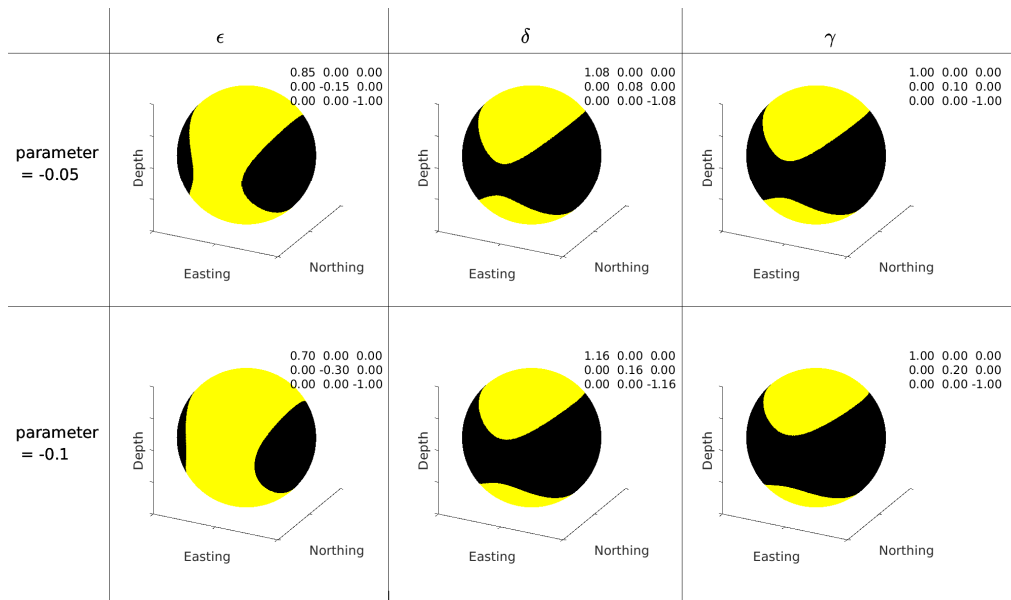 ϵ δ γ
parameter
= -0.05
0.85 0.00 0.00
0.00 -0.15 0.00
0.00 0.00 -1.00
Depth
Easting
Northing
1.08 0.00 0.00
0.00 0.08 0.00
0.00 0.00 -1.08
Depth
Easting
Northing
1.00 0.00 0.00
0.00 0.10 0.00
0.00 0.00 -1.00
Depth
Easting
Northing
parameter
= -0.1
0.70 0.00 0.00
0.00 -0.30 0.00
0.00 0.00 -1.00
Depth
Easting
Northing
1.16 0.00 0.00
0.00 0.16 0.00
0.00 0.00 -1.16
Depth
Easting
Northing
1.00 0.00 0.00
0.00 0.20 0.00
0.00 0.00 -1.00
Depth
Easting
Northing